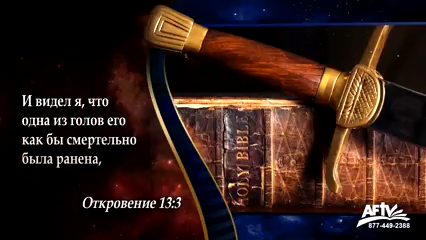 И видел я, что
одна из голов его
как бы смертельно
была ранена,
Откровение 13:3
HOLY BIBLE
AFTV
877-449-2388